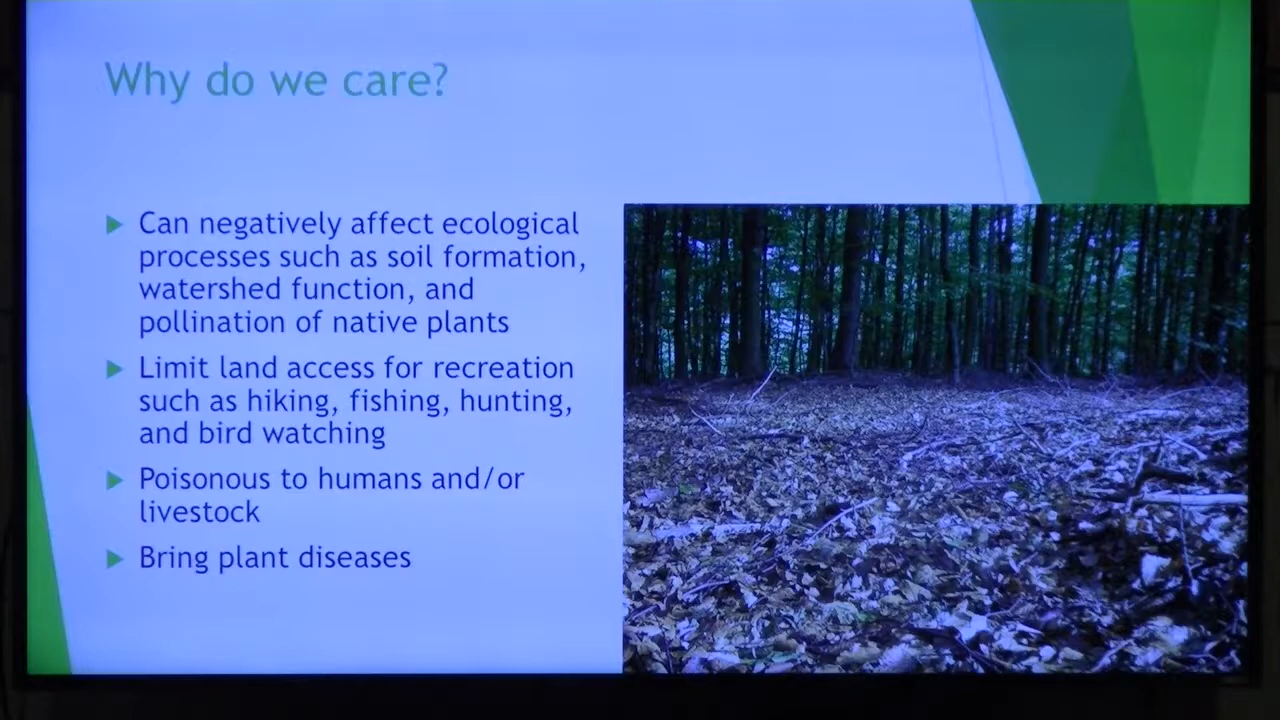 Why do we care?
Can negatively affect ecological
processes such as soil formation,
watershed function, and
pollination of native plants
Limit land access for recreation
such as hiking, fishing, hunting,
and bird watching
Poisonous to humans and/or
livestock
Bring plant diseases